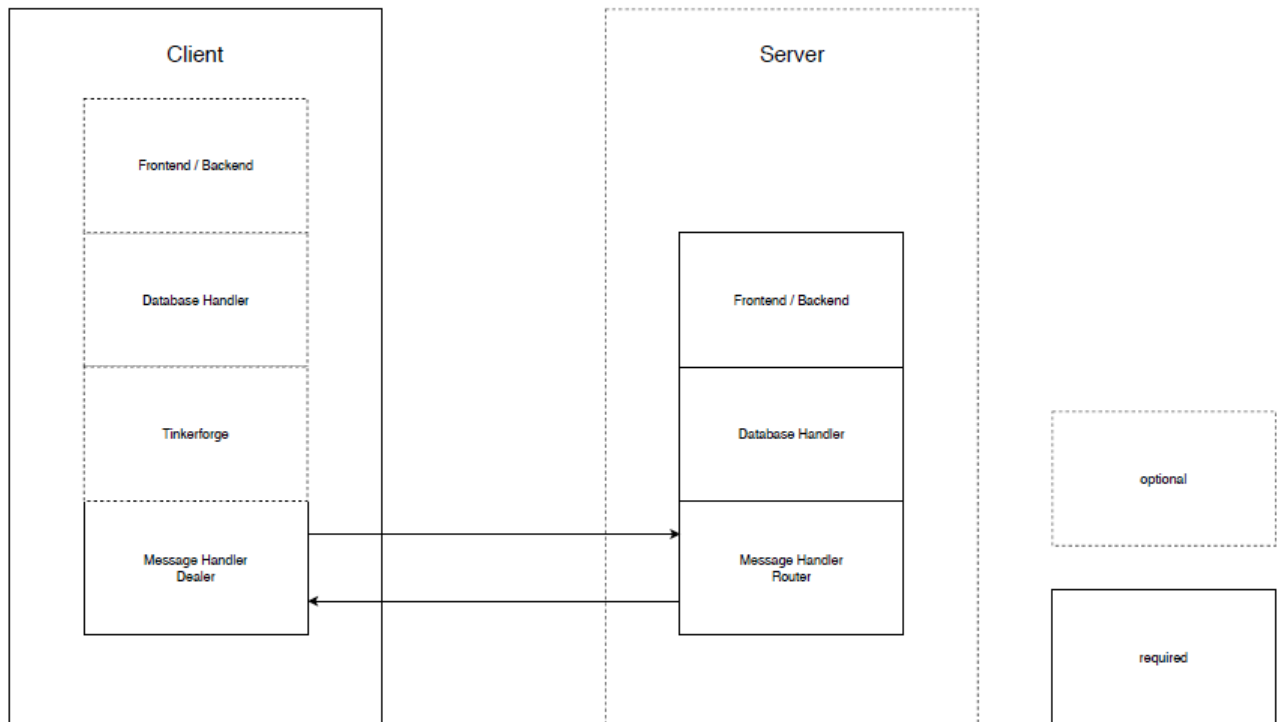 Client
Server
Frontend / Backend
Database Handler
Tinkerforge
Message Handler
Dealer
Frontend / Backend
Database Handler
Message Handler
Router
optional
required